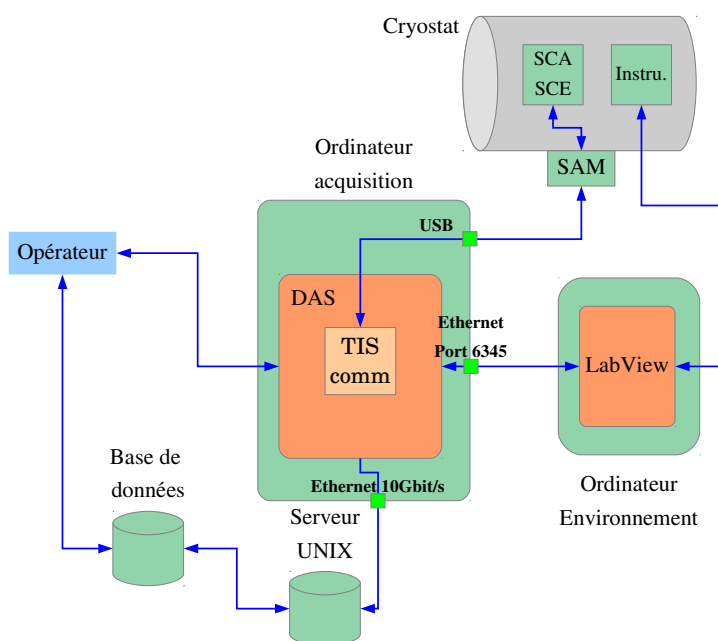 Cryostat
SCA
SCE
Instru.
SAM
Ordinateur
acquisition
USB
Opérateur
DAS
TIS
comm
Ethernet
Port 6345
LabView
Ethernet 10Gbit/s
Ordinateur
Environnement
Base de
données
Serveur
UNIX